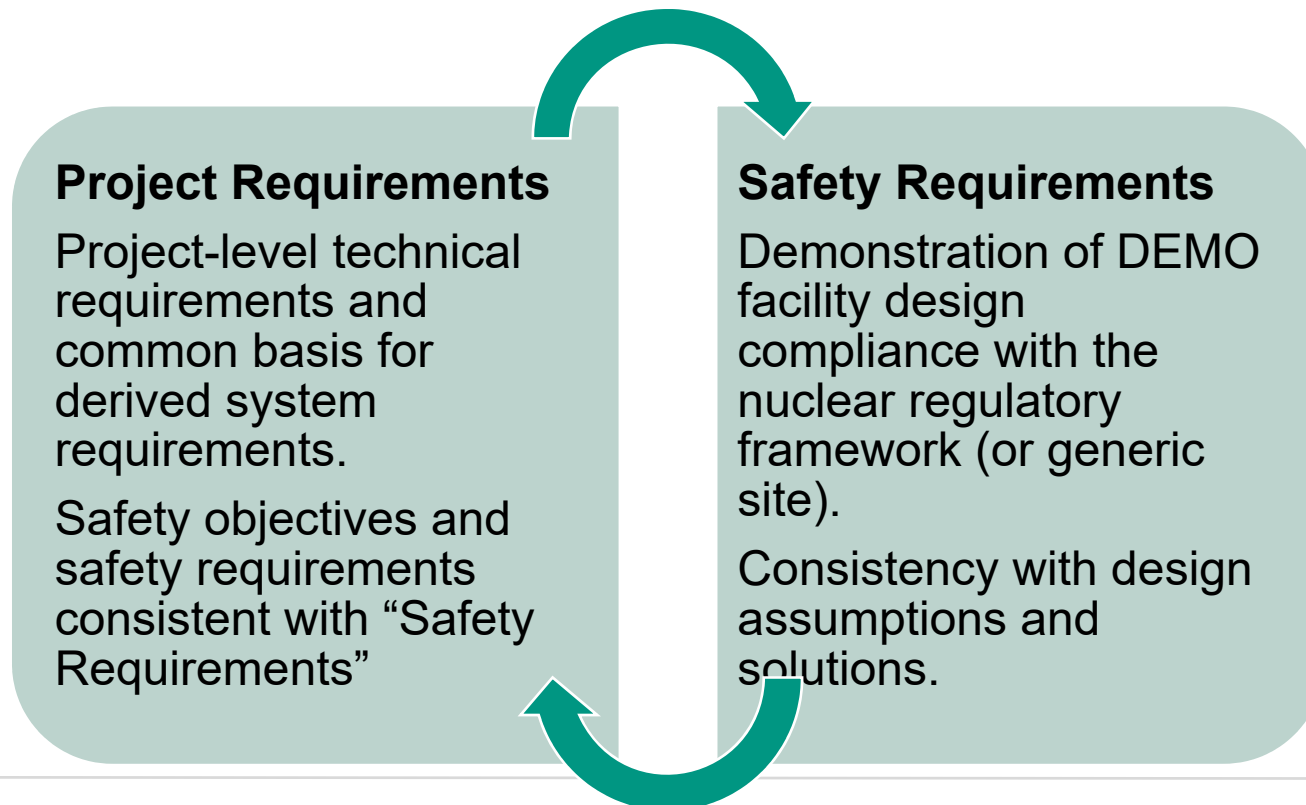 Project Requirements
Project-level technical
requirements and
common basis for
derived system
requirements.
Safety objectives and
safety requirements
consistent with “Safety
Requirements”
Safety Requirements
Demonstration of DEMO
facility design
compliance with the
nuclear regulatory
framework (or generic
site).
Consistency with design
assumptions and
solutions.